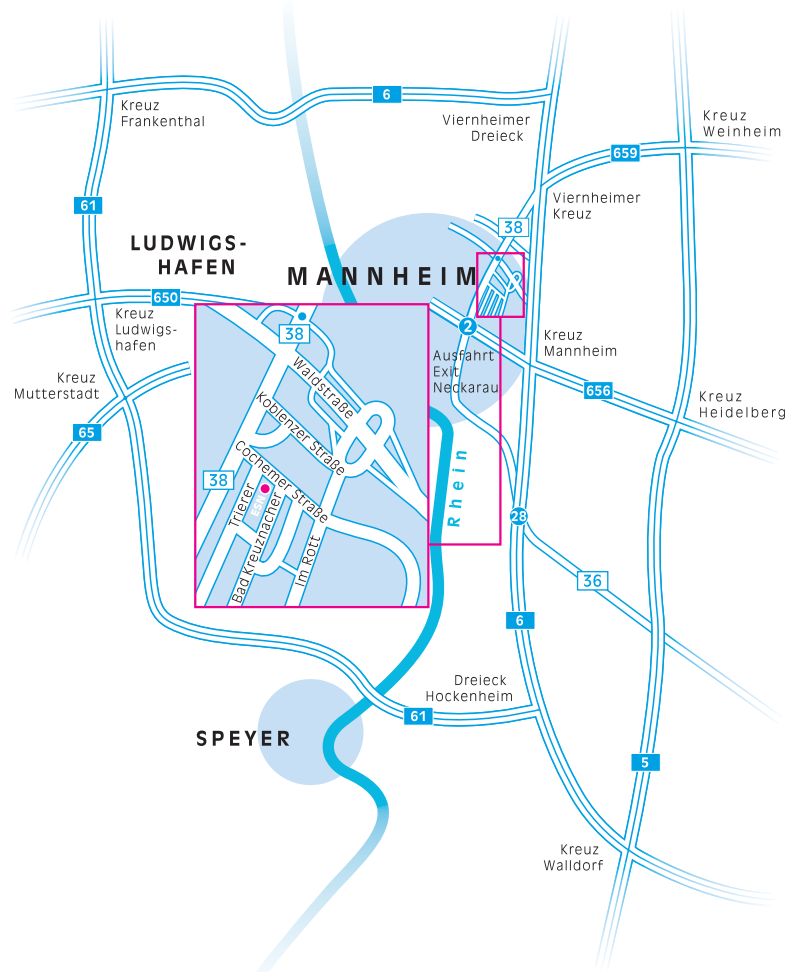 6
Kreuz
Frankenthal
Viernheimer
Dreieck
Kreuz
Weinheim
659
61
Viernheimer
Kreuz
38
LUDWIGS-
HAFEN
MANNHEIM
650
Kreuz
Ludwigs-
hafen
38
2
Ausfahrt
Exit
Neckarau
Kreuz
Mannheim
Kreuz
Mutterstadt
656
Kreuz
Heidelberg
65
Waldstraße
Koblenzer Straße
Cochemer Straße
38
Trierer
ESN
Bad Kreuznacher
Im Rott
Rhein
28
36
6
Dreieck
Hockenheim
61
SPEYER
5
Kreuz
Walldorf